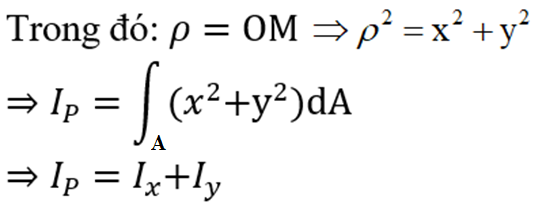 Trong đó: ρ = OM ⇒ ρ² = x² + y²
⇒ I_P = ∫_A (x²+y²)dA
⇒ I_P = I_x+I_y